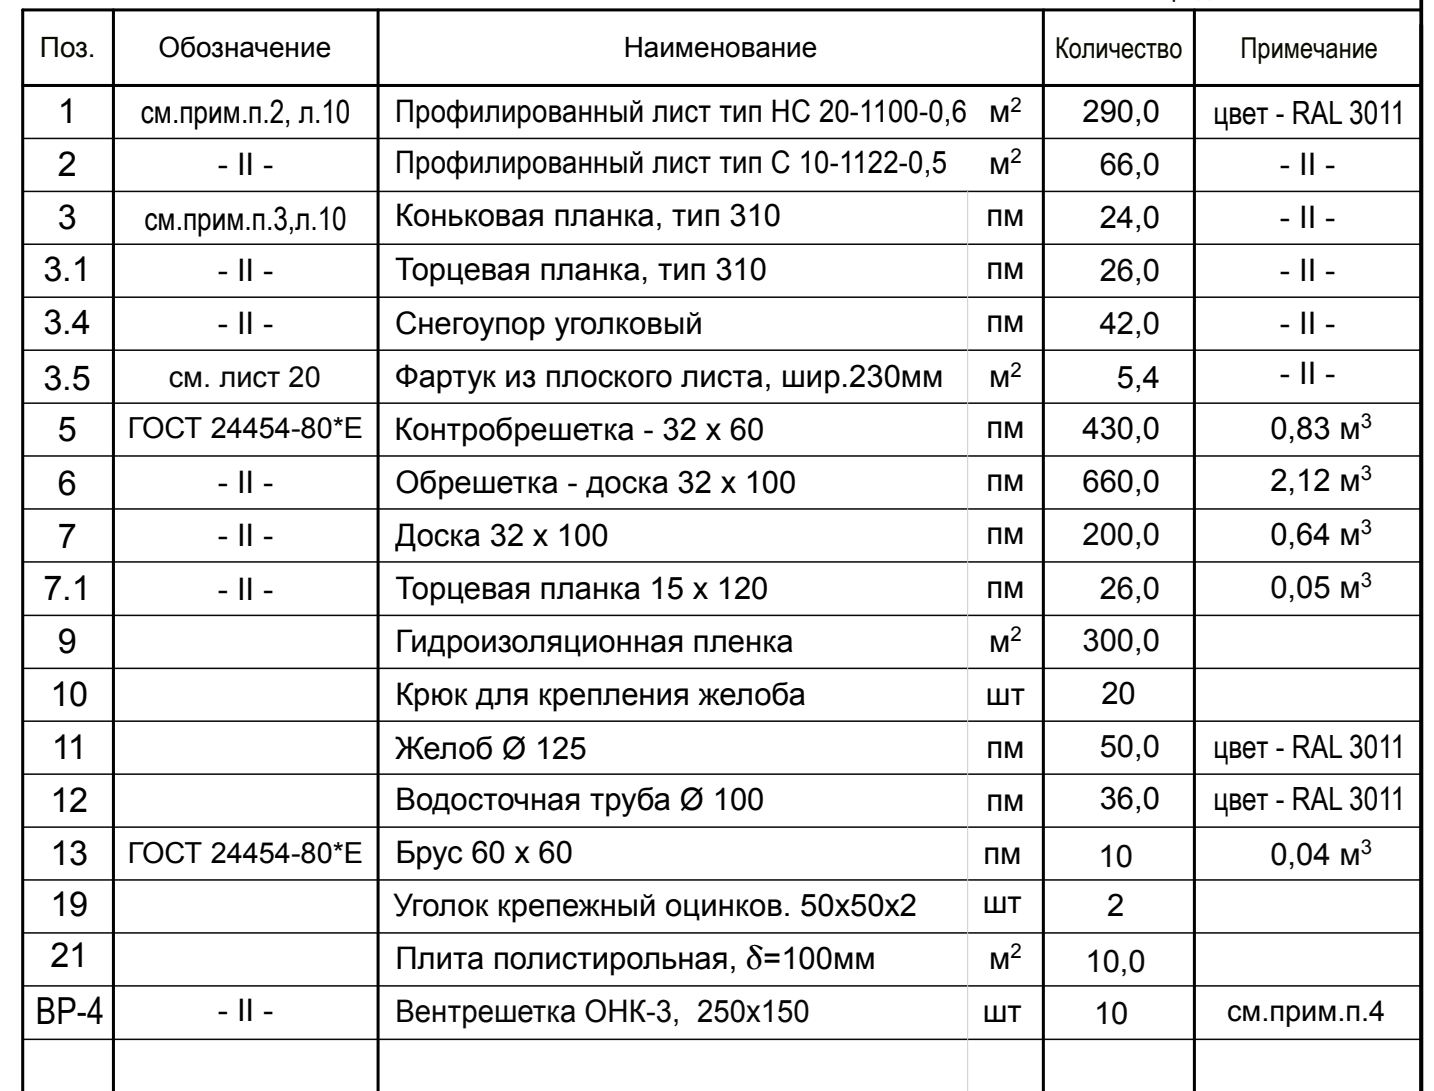 Поз. Обозначение Наименование Количество Примечание
1 см.прим.п.2, л.10 Профилированный лист тип НС 20-1100-0,6 м² 290,0 цвет - RAL 3011
2 - II - Профилированный лист тип С 10-1122-0,5 м² 66,0 - II -
3 см.прим.п.3,л.10 Коньковая планка, тип 310 пм 24,0 - II -
3.1 - II - Торцевая планка, тип 310 пм 26,0 - II -
3.4 - II - Снегоупор уголковый пм 42,0 - II -
3.5 см. лист 20 Фартук из плоского листа, шир.230мм м² 5,4 - II -
5 ГОСТ 24454-80*Е Контробрешетка - 32 х 60 пм 430,0 0,83 м³
6 - II - Обрешетка - доска 32 х 100 пм 660,0 2,12 м³
7 - II - Доска 32 х 100 пм 200,0 0,64 м³
7.1 - II - Торцевая планка 15 х 120 пм 26,0 0,05 м³
9 Гидроизоляционная пленка м² 300,0
10 Крюк для крепления желоба шт 20
11 Желоб Ø 125 пм 50,0 цвет - RAL 3011
12 Водосточная труба Ø 100 пм 36,0 цвет - RAL 3011
13 ГОСТ 24454-80*Е Брус 60 х 60 пм 10 0,04 м³
19 Уголок крепежный оцинков. 50х50х2 шт 2
21 Плита полистирольная, δ=100мм м² 10,0
ВР-4 - II - Вентрешетка ОНК-3, 250х150 шт 10 см.прим.п.4